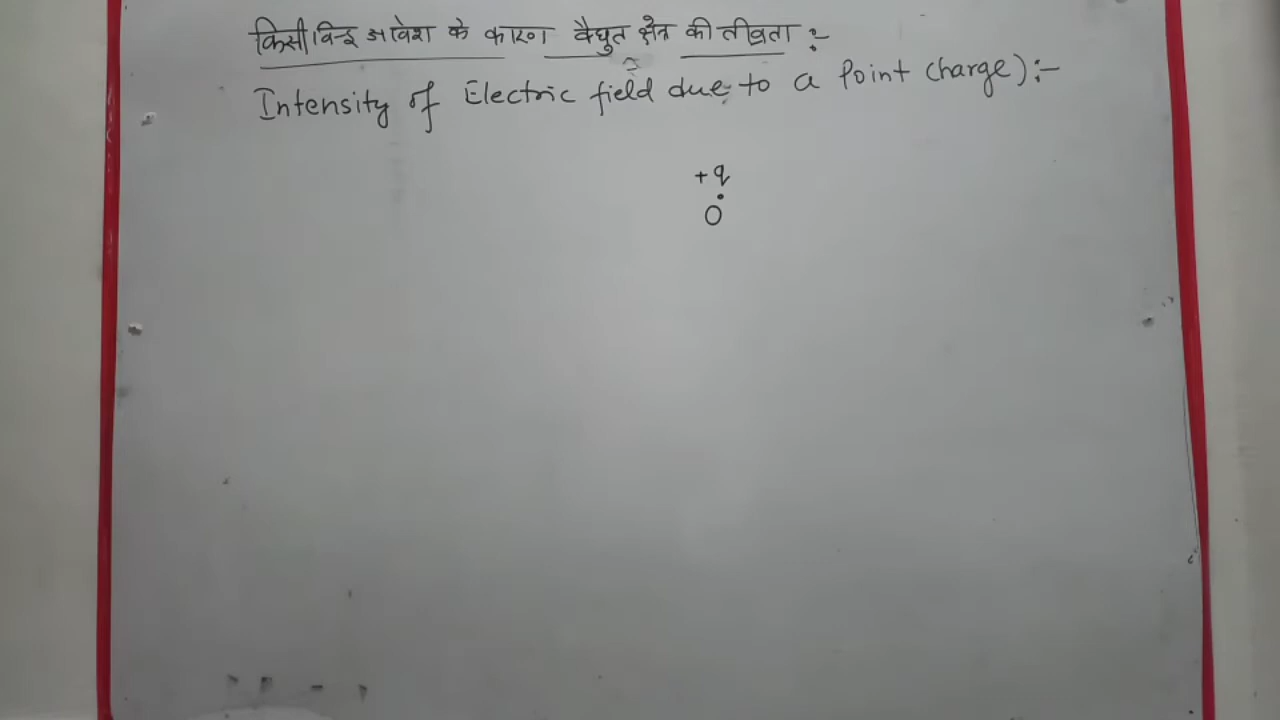 किसी बिन्दु आवेश के कारण वैद्युत क्षेत्र की तीव्रता :-
Intensity of Electric field due to a Point charge) :-
+q
O